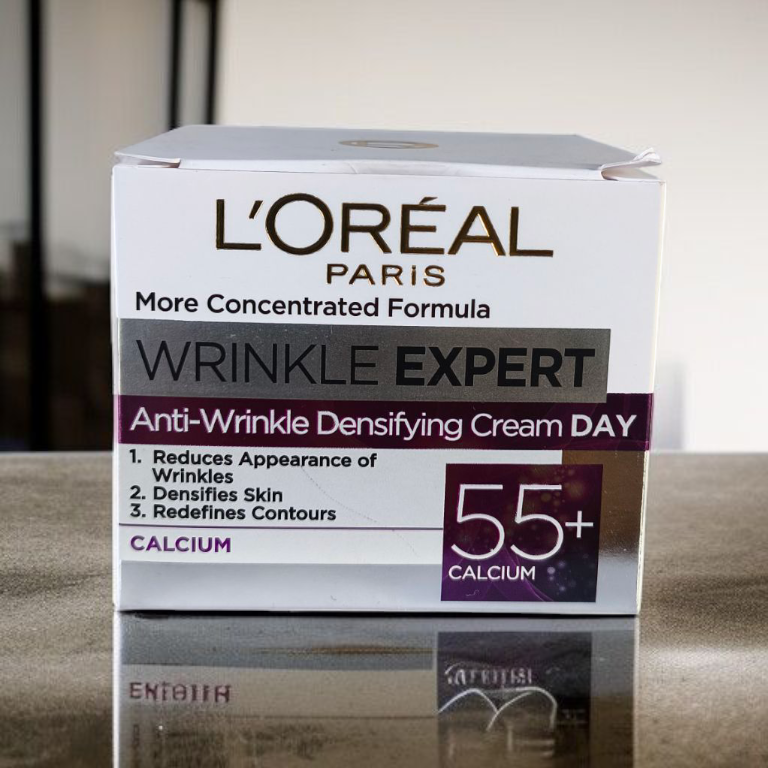 L'ORÉAL
PARIS
More Concentrated Formula
WRINKLE EXPERT
Anti-Wrinkle Densifying Cream DAY
1. Reduces Appearance of
Wrinkles
2. Densifies Skin
3. Redefines Contours
CALCIUM
55+
CALCIUM